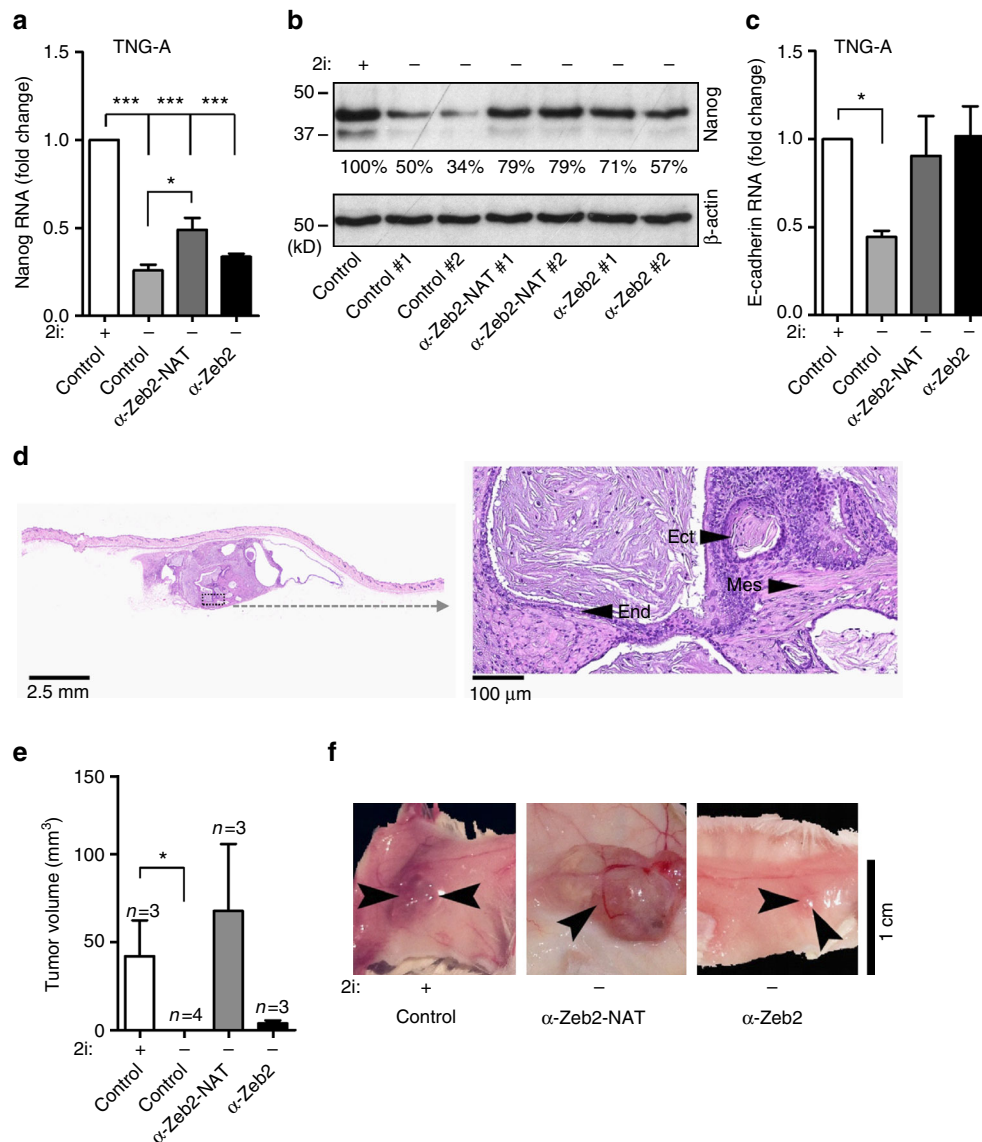 a
TNG-A
Nanog RNA (fold change)
1.5
1.0
0.5
0.0
*** *** ***
*
2i: + – – –
Control
Control
α-Zeb2-NAT
α-Zeb2
b
2i: + – – – – – –
50
37
Nanog
100% 50% 34% 79% 79% 71% 57%
50
(kD)
β-actin
Control
Control #1
Control #2
α-Zeb2-NAT #1
α-Zeb2-NAT #2
α-Zeb2 #1
α-Zeb2 #2
c
TNG-A
E-cadherin RNA (fold change)
1.5
1.0
0.5
0.0
*
2i: + – – –
Control
Control
α-Zeb2-NAT
α-Zeb2
d
2.5 mm
Ect
Mes
End
100 μm
e
Tumor volume (mm³)
150
100
50
0
*
n=3
n=4
n=3
n=3
2i: + – – –
Control
Control
α-Zeb2-NAT
α-Zeb2
f
1 cm
2i: + – –
Control α-Zeb2-NAT α-Zeb2